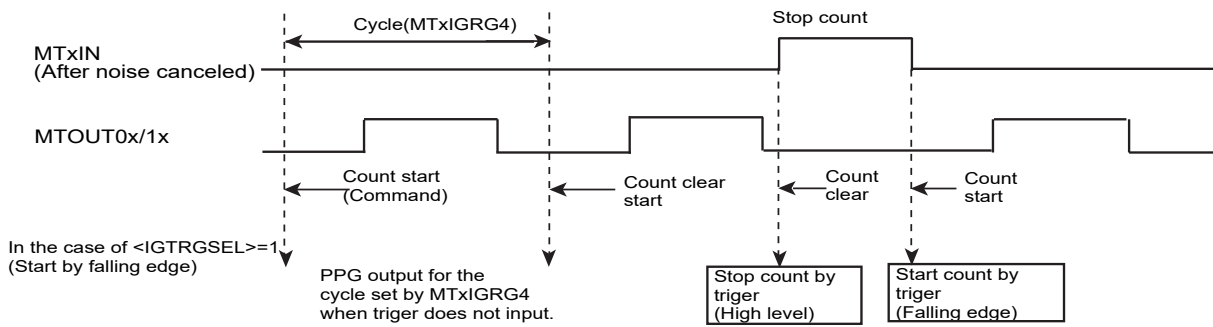 Cycle(MTxIGRG4)
Stop count
MTxIN
(After noise canceled)
MTOUT0x/1x
Count start
(Command)
Count clear
start
Count
clear
Count
start
In the case of <IGTRGSEL>=1
(Start by falling edge)
PPG output for the
cycle set by MTxIGRG4
when triger does not input.
Stop count by
triger
(High level)
Start count by
triger
(Falling edge)